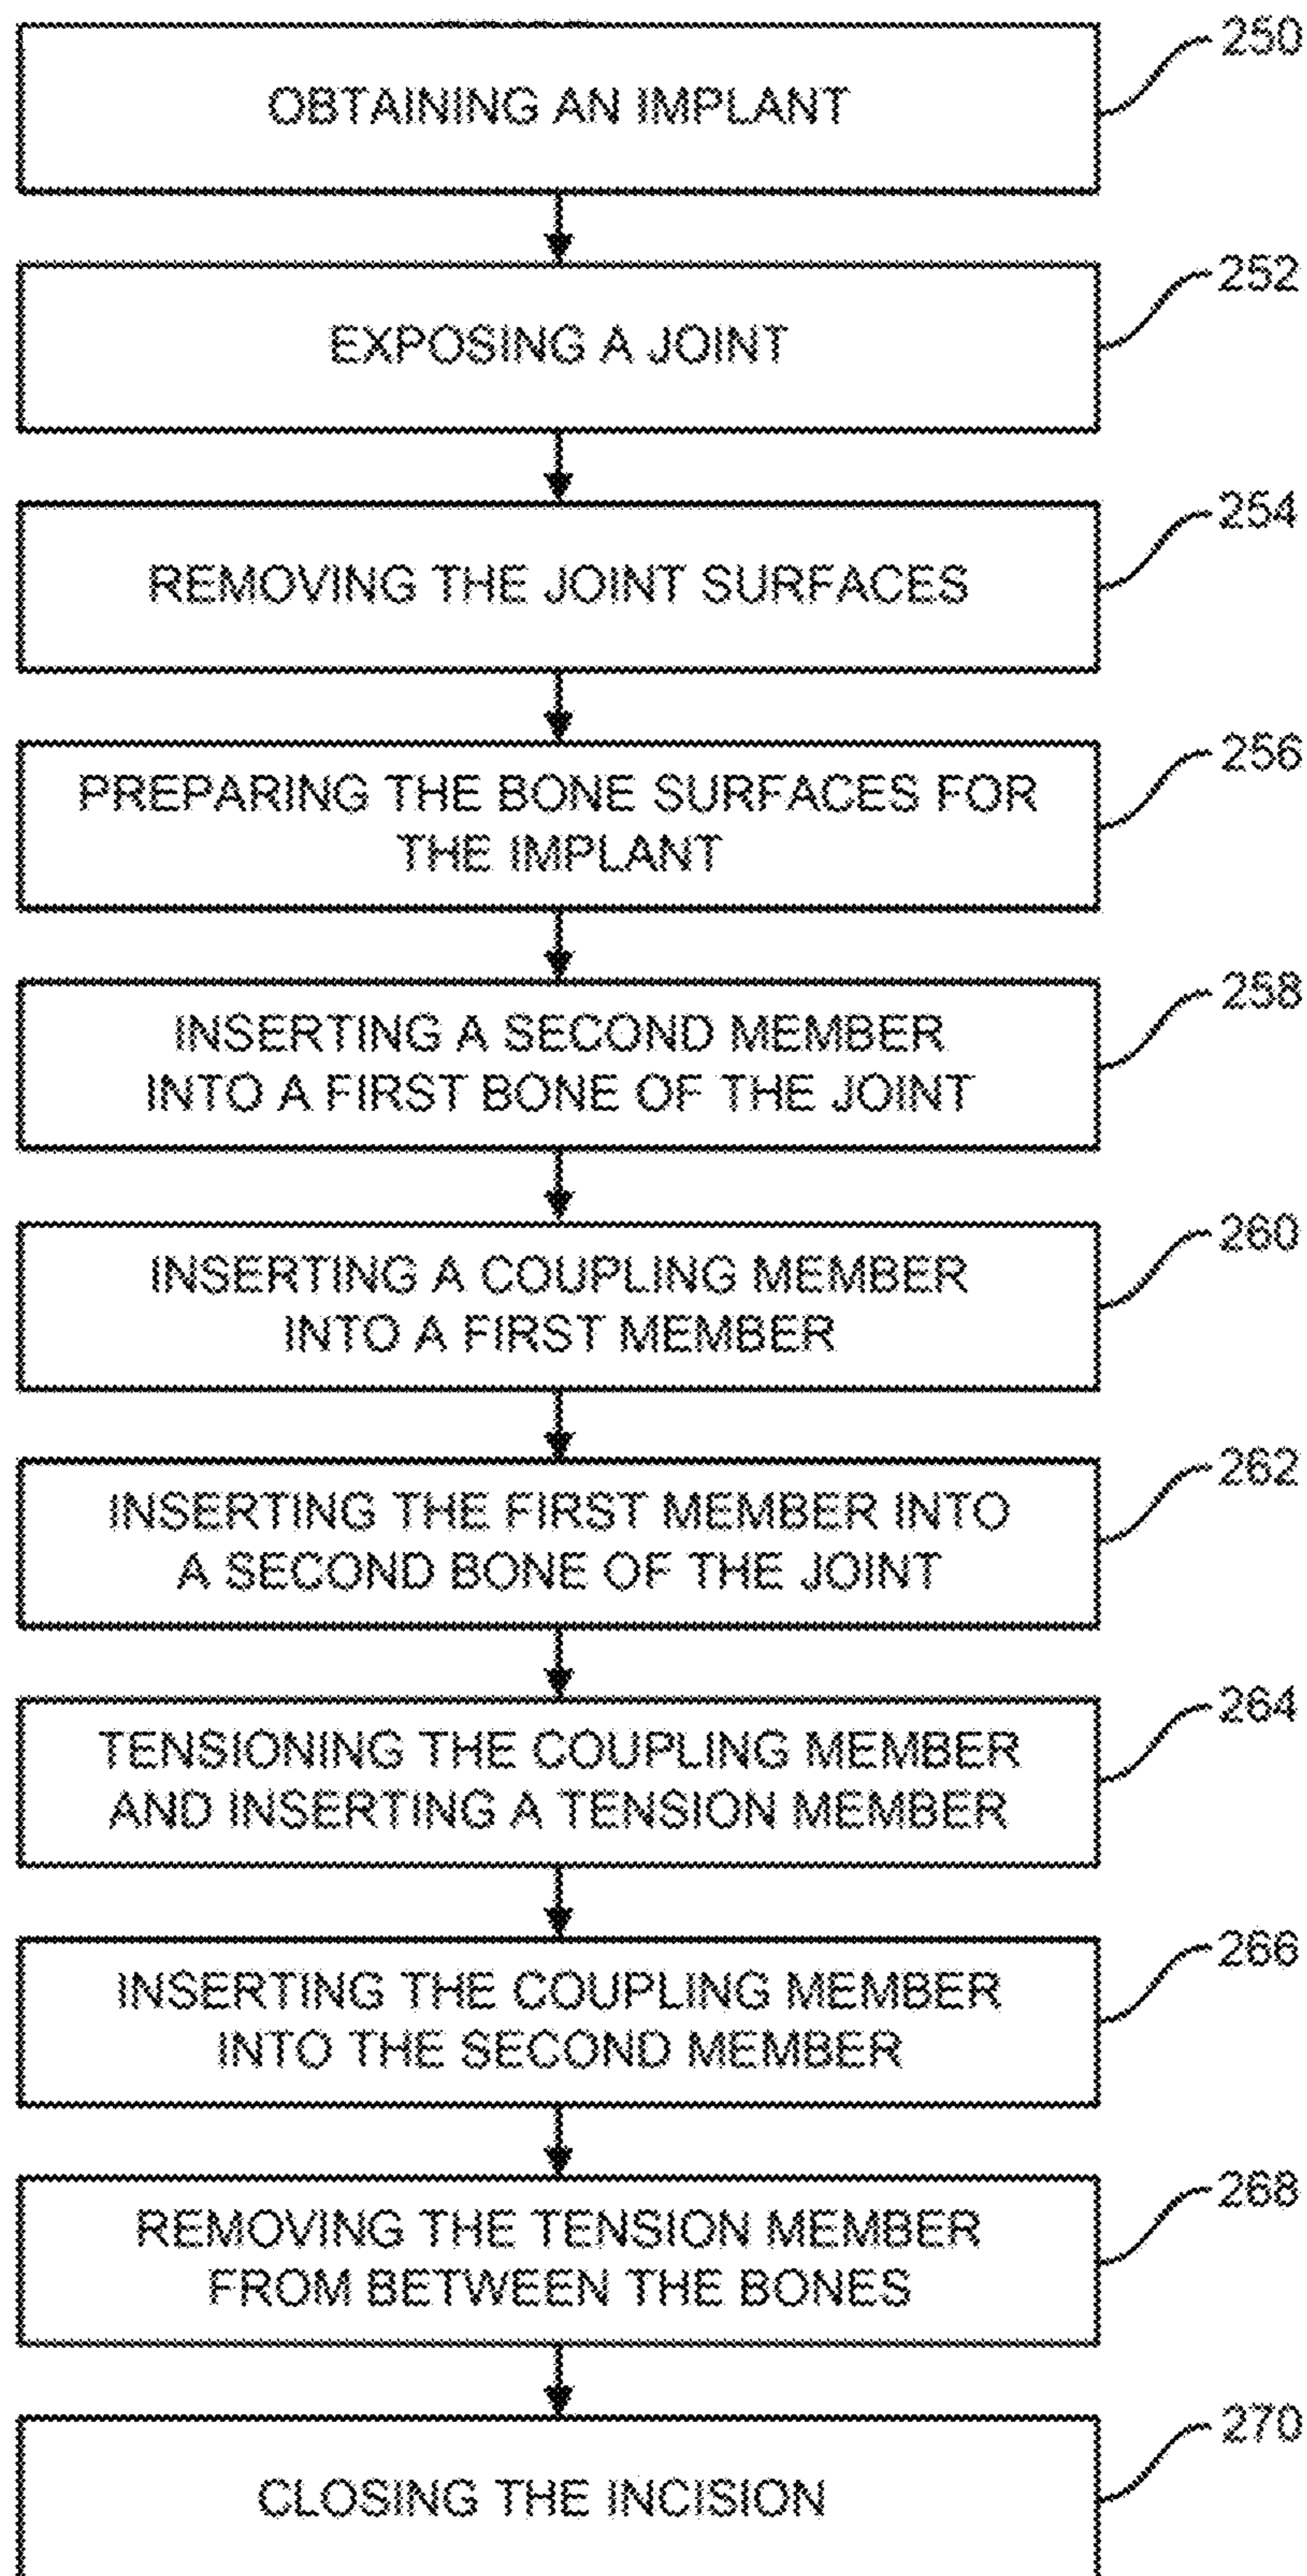 OBTAINING AN IMPLANT
250
EXPOSING A JOINT
252
REMOVING THE JOINT SURFACES
254
PREPARING THE BONE SURFACES FOR
THE IMPLANT
256
INSERTING A SECOND MEMBER
INTO A FIRST BONE OF THE JOINT
258
INSERTING A COUPLING MEMBER
INTO A FIRST MEMBER
260
INSERTING THE FIRST MEMBER INTO
A SECOND BONE OF THE JOINT
262
TENSIONING THE COUPLING MEMBER
AND INSERTING A TENSION MEMBER
264
INSERTING THE COUPLING MEMBER
INTO THE SECOND MEMBER
266
REMOVING THE TENSION MEMBER
FROM BETWEEN THE BONES
268
CLOSING THE INCISION
270